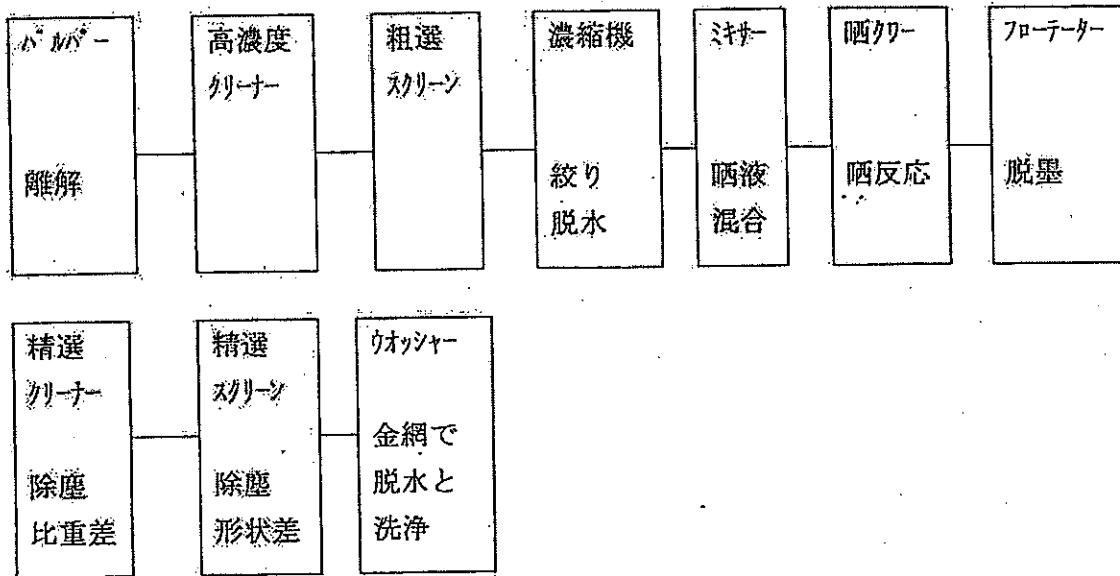 パルパー
離解
高濃度
クリーナー
粗選
スクリーン
濃縮機
絞り
脱水
ミキサー
晒液
混合
晒タワー
晒反応
フローテーター
脱墨
精選
クリーナー
除塵
比重差
精選
スクリーン
除塵
形状差
ウオッシャー
金網で
脱水と
洗浄